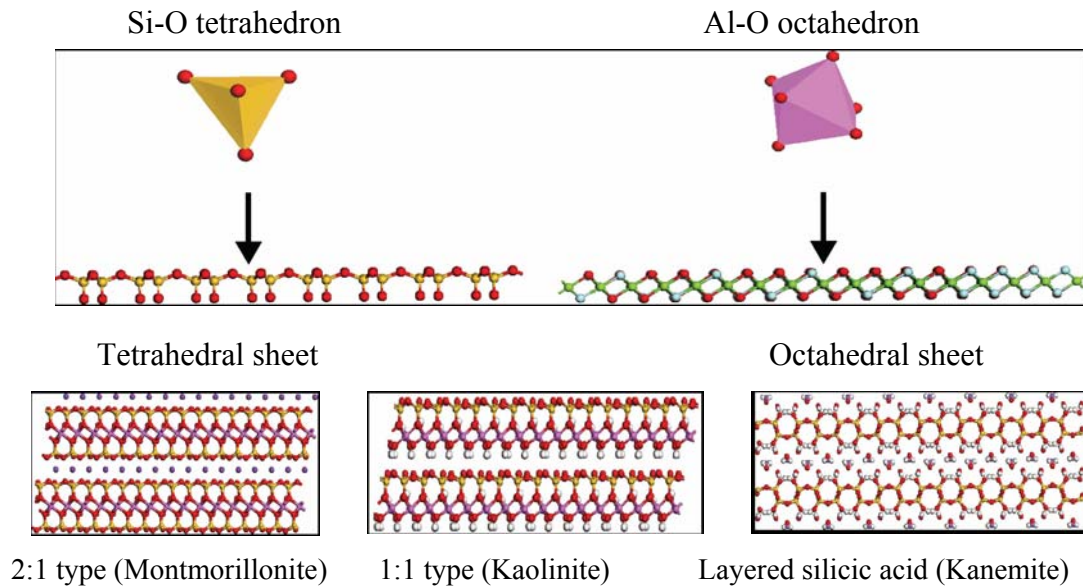 Si-O tetrahedron
Al-O octahedron
Tetrahedral sheet
Octahedral sheet
2:1 type (Montmorillonite)
1:1 type (Kaolinite)
Layered silicic acid (Kanemite)